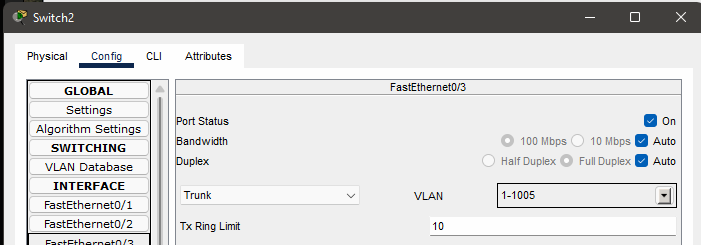 Switch2
Physical Config CLI Attributes
GLOBAL
Settings
Algorithm Settings
SWITCHING
VLAN Database
INTERFACE
FastEthernet0/1
FastEthernet0/2
FastEthernet0/3
FastEthernet0/3
Port Status On
Bandwidth 100 Mbps 10 Mbps Auto
Duplex Half Duplex Full Duplex Auto
Trunk VLAN 1-1005
Tx Ring Limit 10